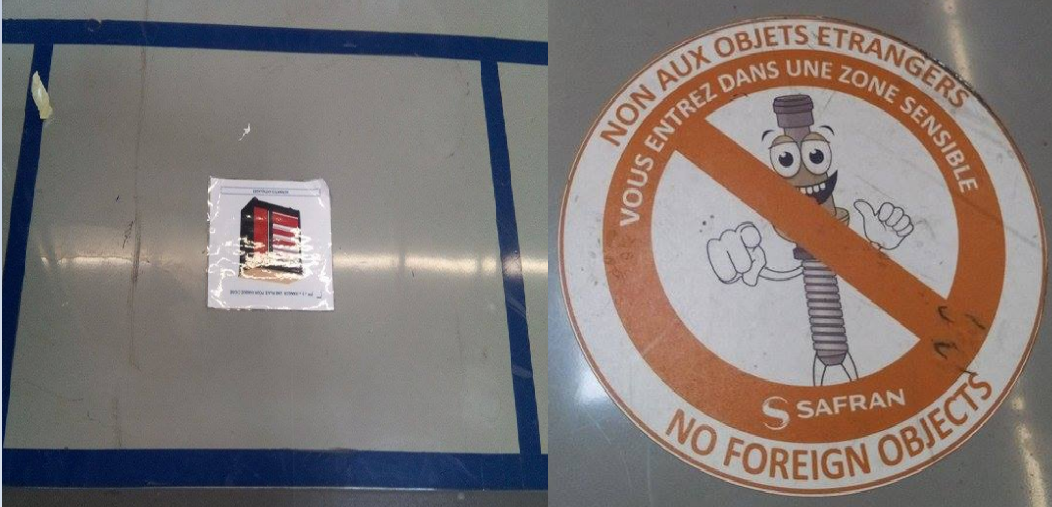 NON AUX OBJETS ETRANGERS
VOUS ENTREZ DANS UNE ZONE SENSIBLE
SAFRAN
NO FOREIGN OBJECTS